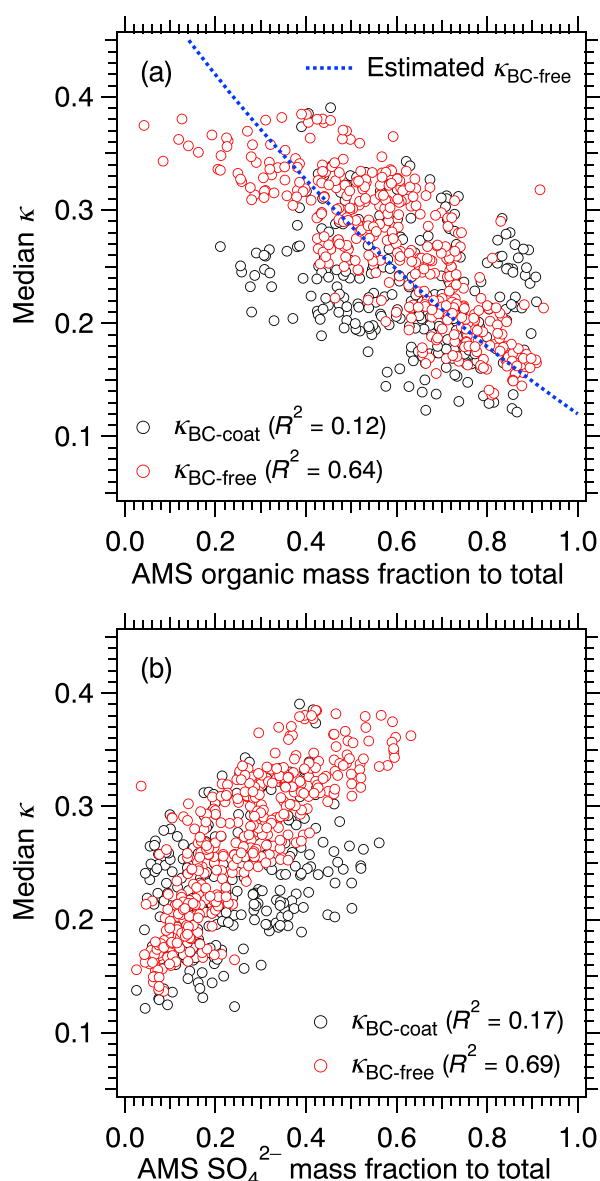 (a)
Estimated κBC-free
0.4
0.3
0.2
0.1
Median κ
κBC-coat (R² = 0.12)
κBC-free (R² = 0.64)
0.0 0.2 0.4 0.6 0.8 1.0
AMS organic mass fraction to total
(b)
0.4
0.3
0.2
0.1
Median κ
κBC-coat (R² = 0.17)
κBC-free (R² = 0.69)
0.0 0.2 0.4 0.6 0.8 1.0
AMS SO₄²⁻ mass fraction to total